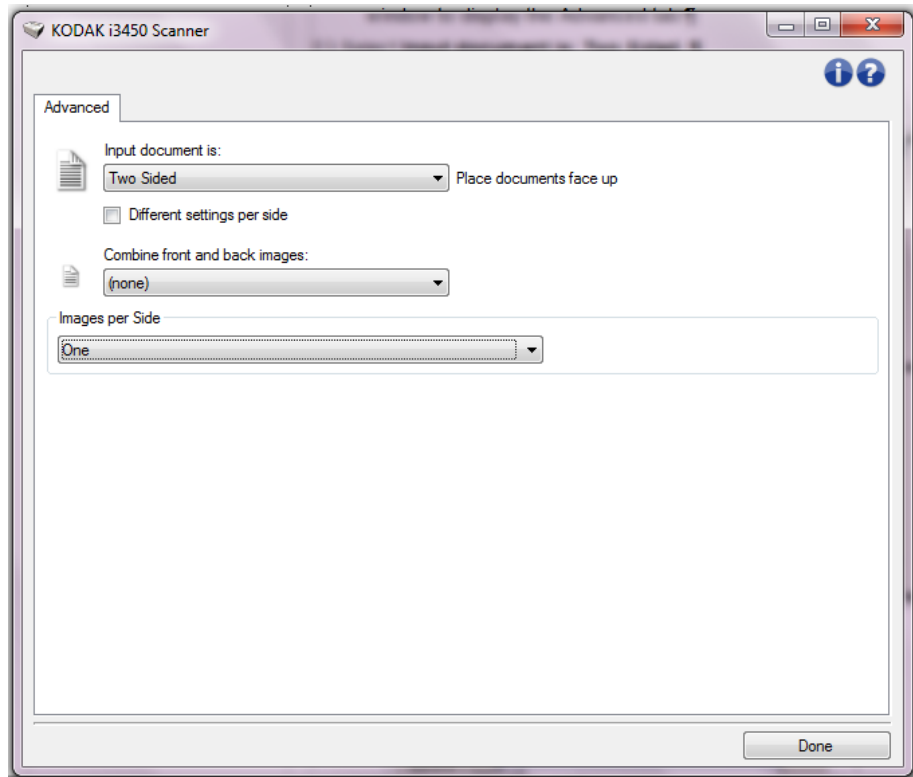 KODAK i3450 Scanner
Advanced
Input document is:
Two Sided Place documents face up
Different settings per side
Combine front and back images:
(none)
Images per Side
One
Done